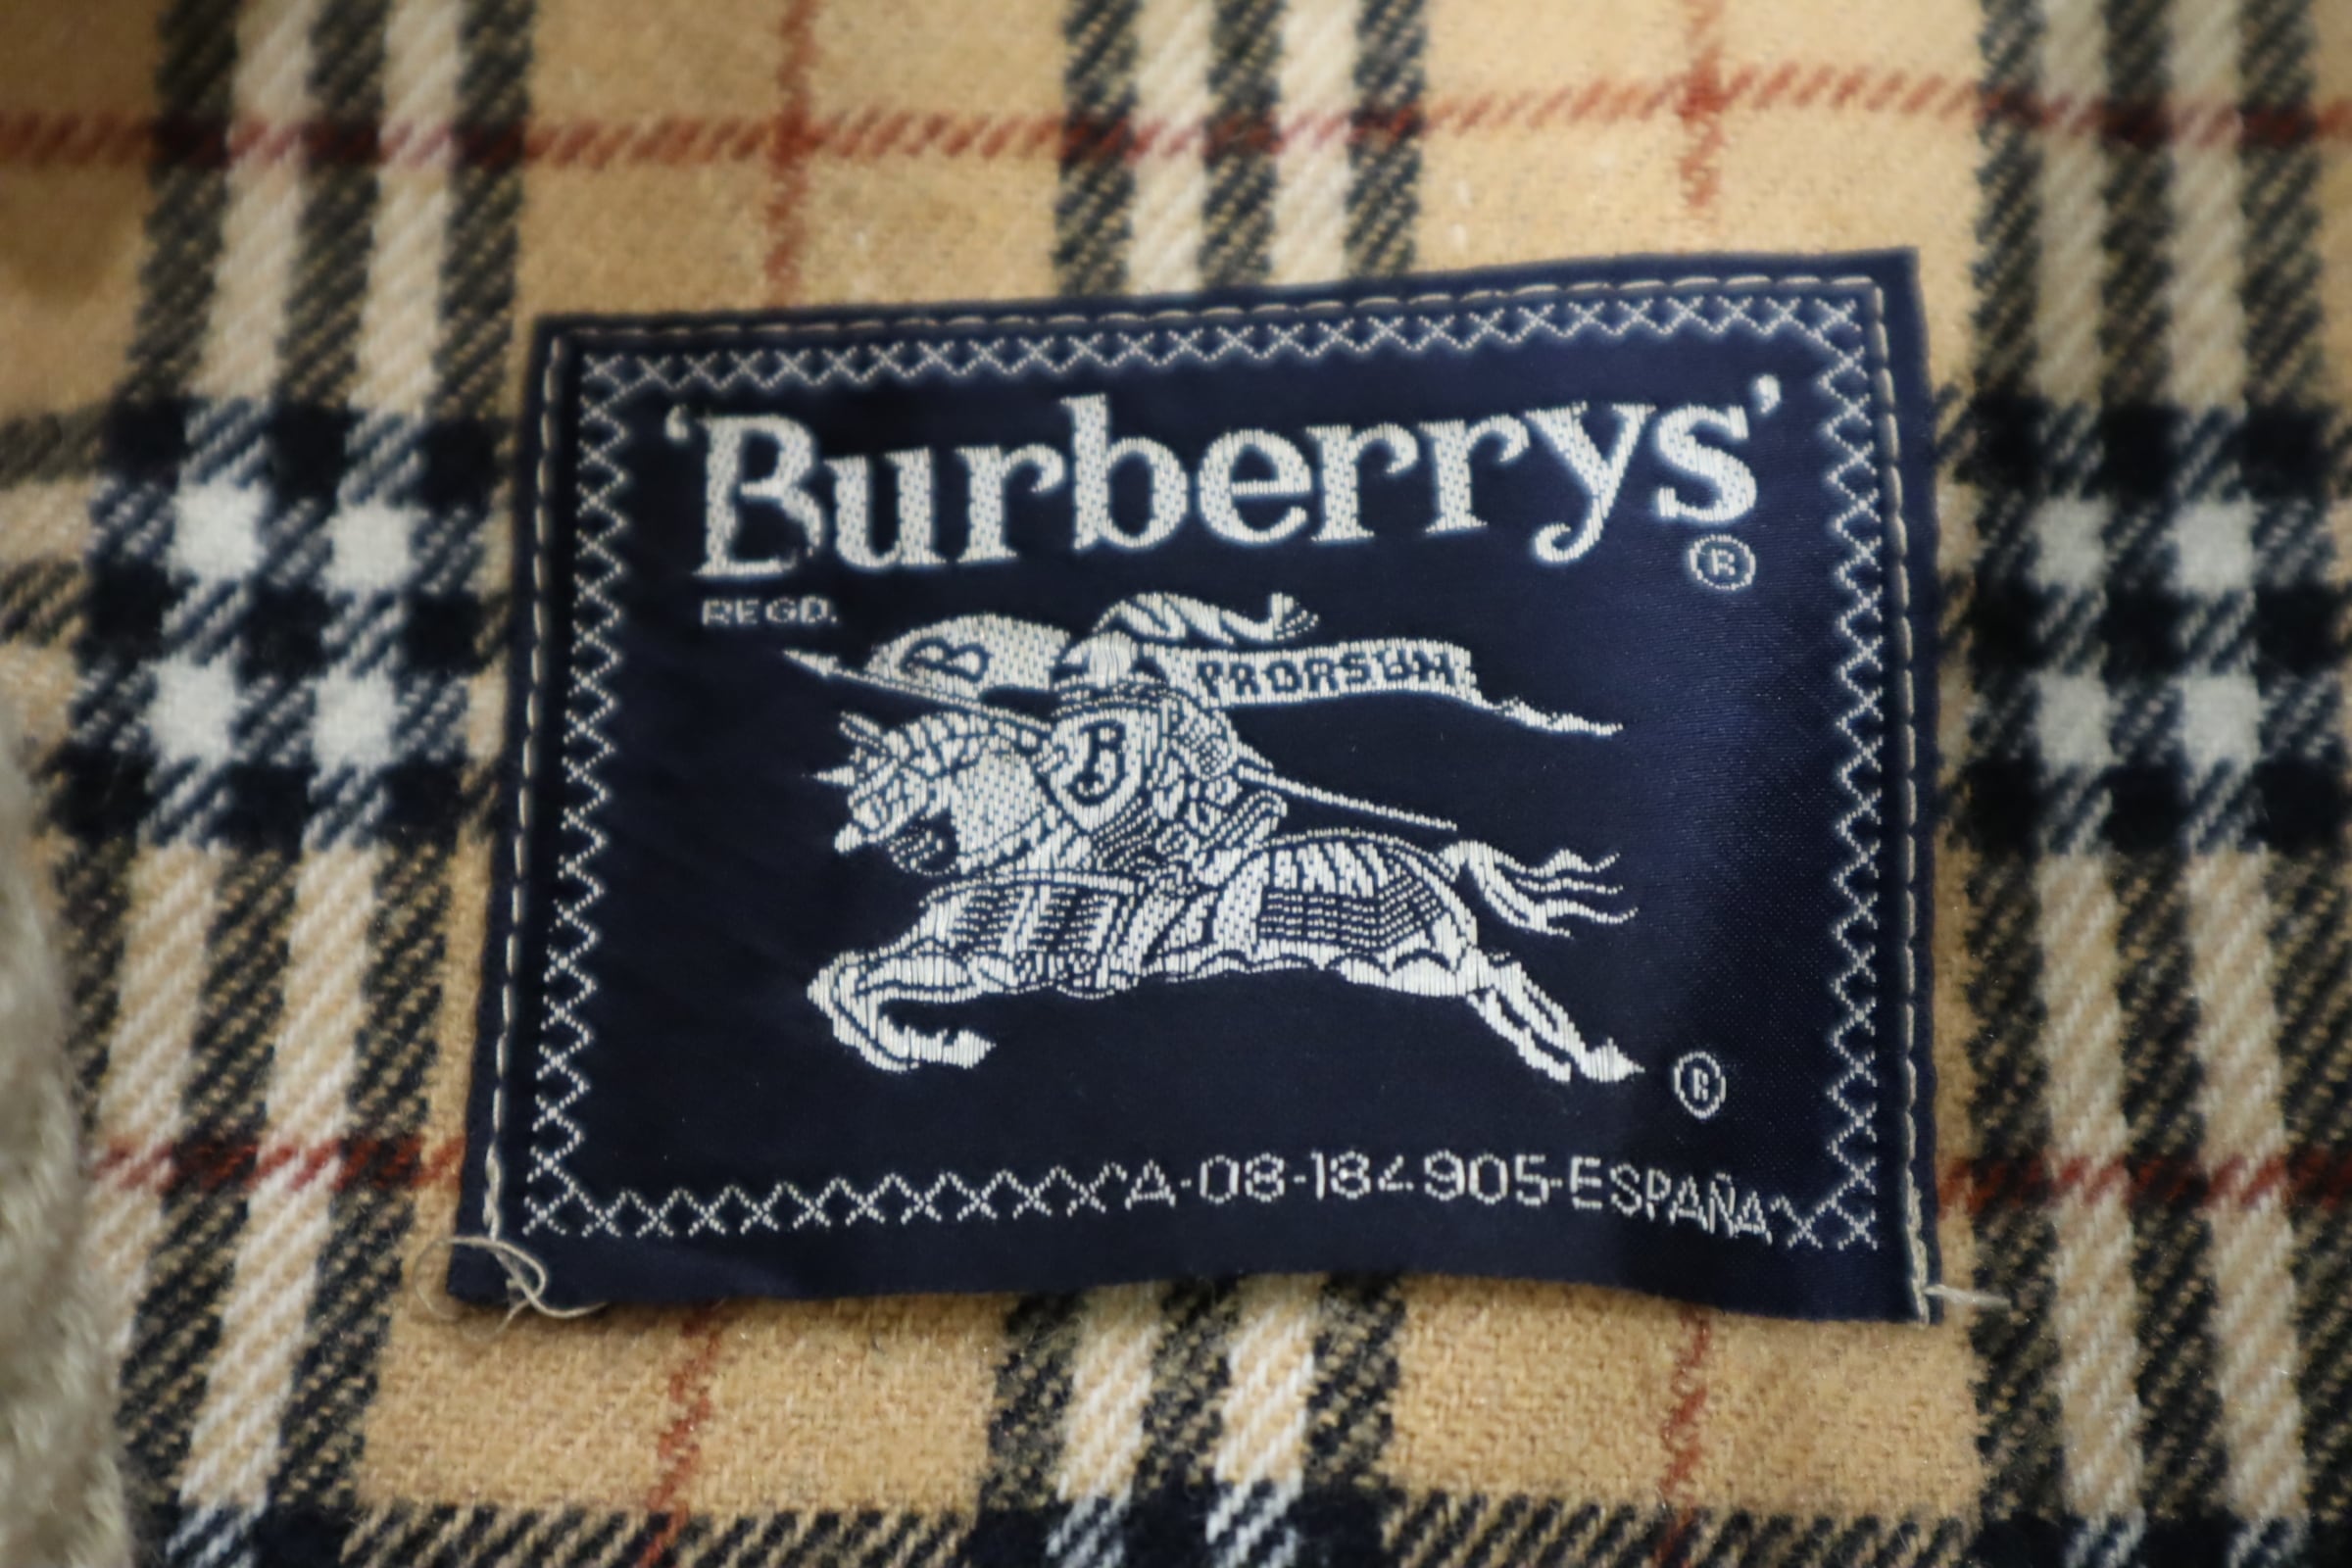 ‘Burberrys’
®
REGD.
B
PRORSUM
B
®
A-08-184905-ESPAÑA